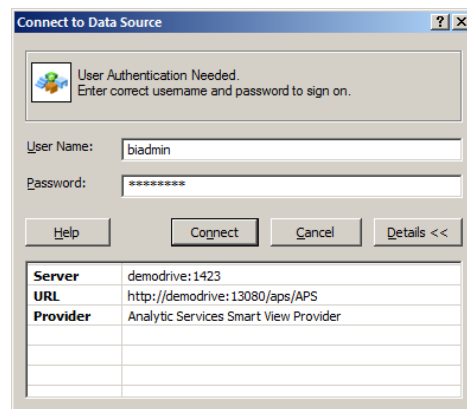 Connect to Data Source
User Authentication Needed.
Enter correct username and password to sign on.
User Name: biadmin
Password: ********
Help Connect Cancel Details <<
Server demodrive:1423
URL http://demodrive:13080/aps/APS
Provider Analytic Services Smart View Provider